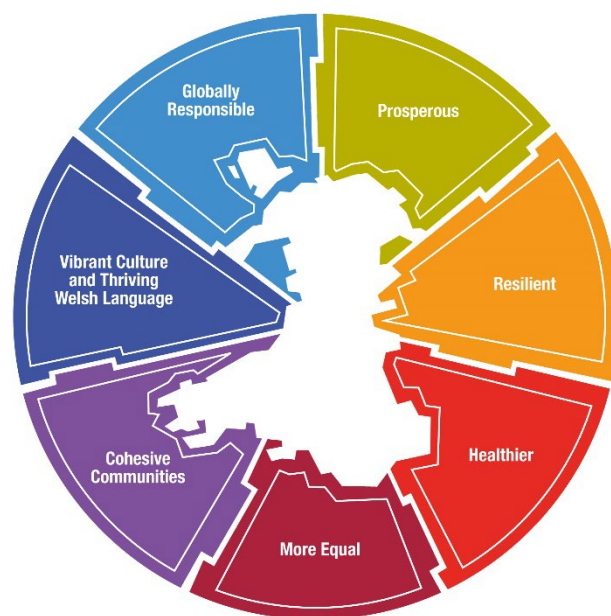 Globally
Responsible
Prosperous
Resilient
Healthier
More Equal
Cohesive
Communities
Vibrant Culture
and Thriving
Welsh Language